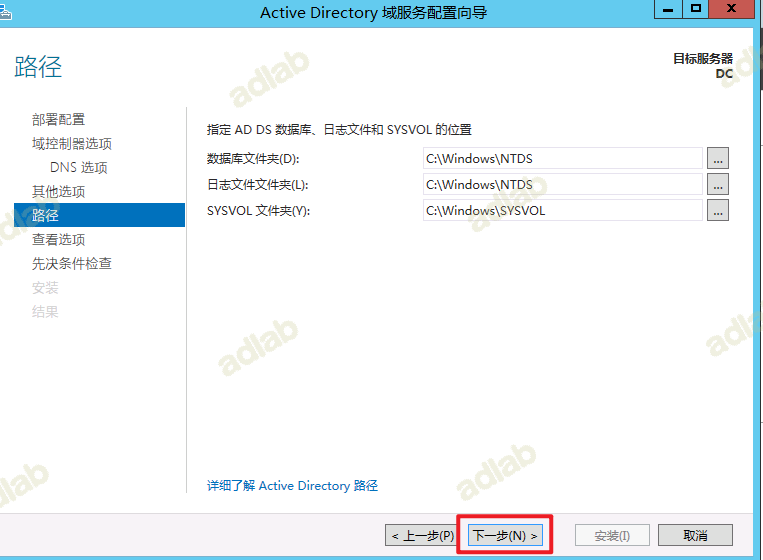 Active Directory 域服务配置向导
路径
目标服务器
DC
部署配置
域控制器选项
DNS 选项
其他选项
路径
查看选项
先决条件检查
安装
结果
指定 AD DS 数据库、日志文件和 SYSVOL 的位置
数据库文件夹(D): C:\Windows\NTDS ...
日志文件文件夹(L): C:\Windows\NTDS ...
SYSVOL 文件夹(Y): C:\Windows\SYSVOL ...
详细了解 Active Directory 路径
< 上一步(P) 下一步(N) > 安装(I) 取消
adlab
adlab
adlab
adlab
adlab
adlab
adlab
adlab